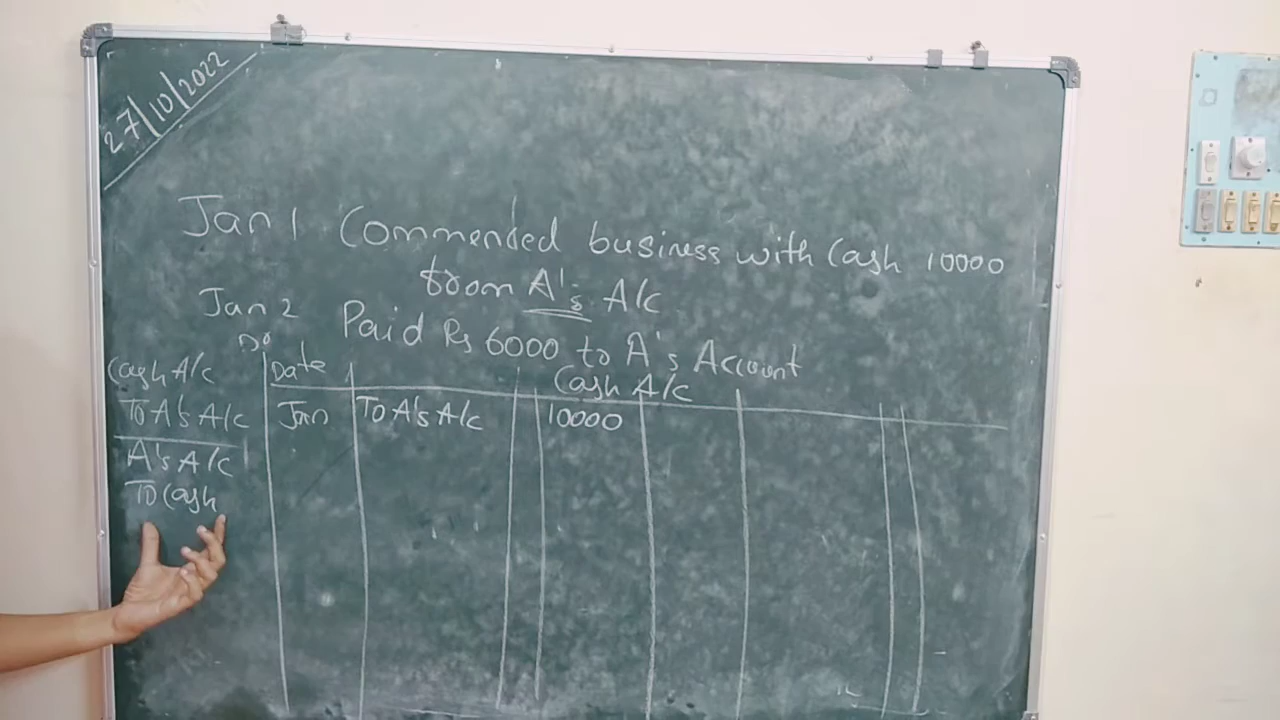 27/10/2022
Jan 1 Commended business with Cash 10000
from A's A/c
Jan 2 Paid Rs 6000 to A's Account
Dr
Cash A/c
Cash A/c Date
To A's A/c Jan To A's A/c 10000
A's A/c
To Cash